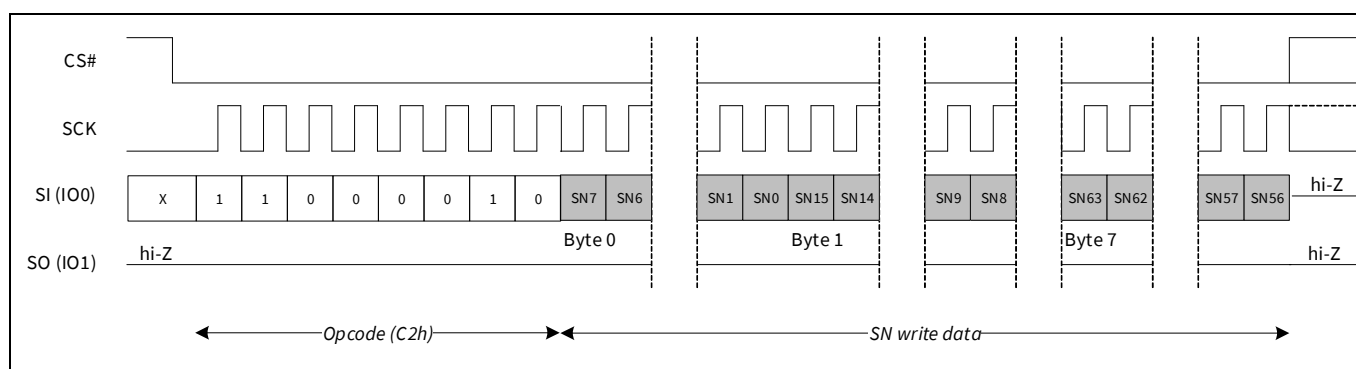 CS#
SCK
SI (IO0) X 1 1 0 0 0 0 1 0 SN7 SN6 SN1 SN0 SN15 SN14 SN9 SN8 SN63 SN62 SN57 SN56 hi-Z
Byte 0 Byte 1 Byte 7
SO (IO1) hi-Z hi-Z
Opcode (C2h) SN write data